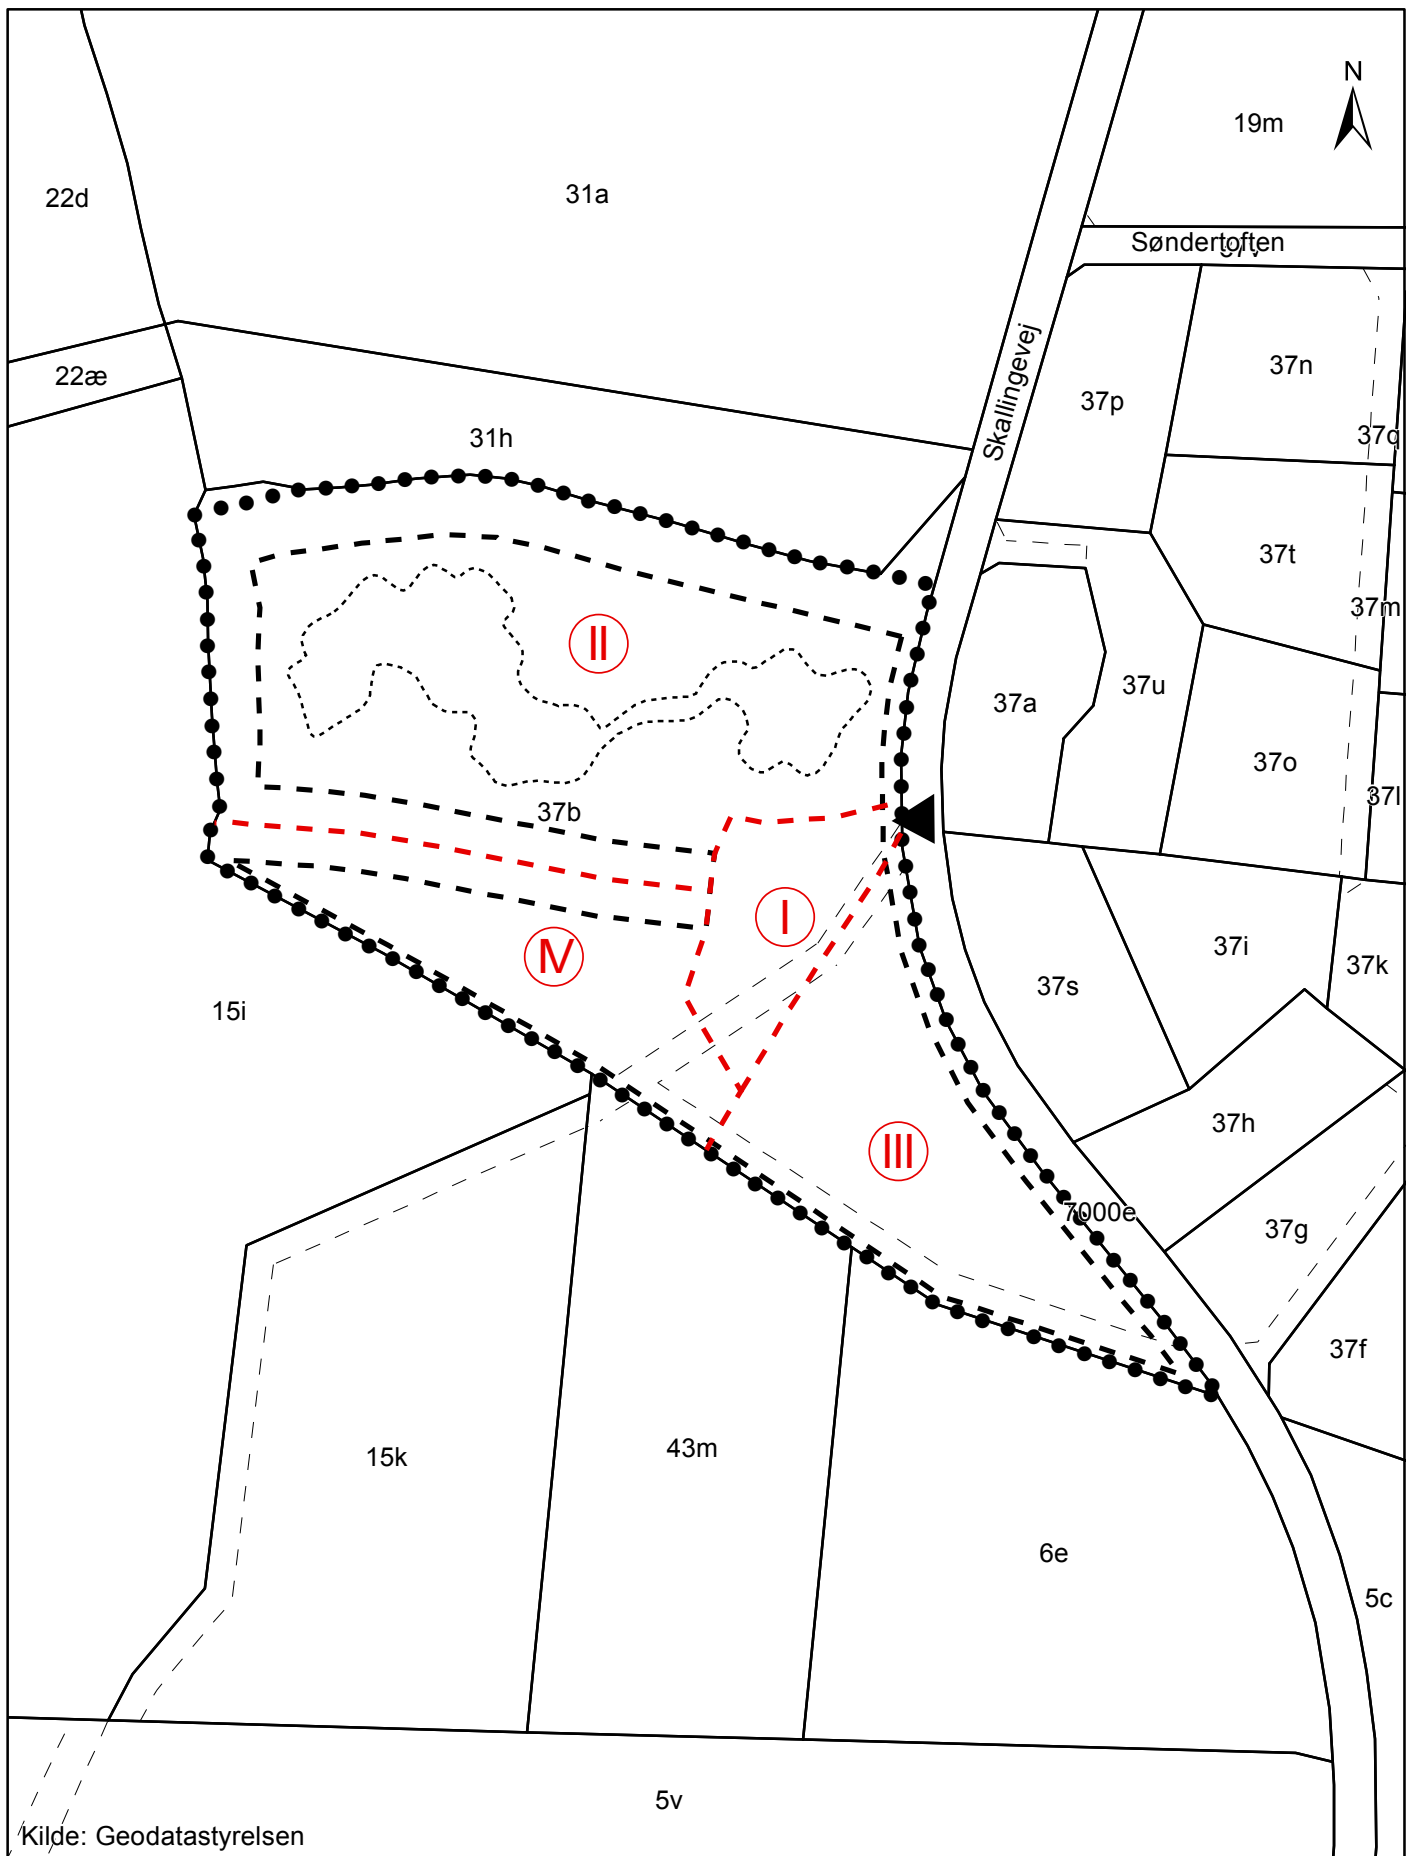 N
19m
22d
31a
Søndertoften
37v
Skallingevej
37n
22æ
37p
31h
37q
37t
37m
II
37u
37a
37o
37l
37b
I
IV
37i
37k
37s
15i
37h
III
7000e
37g
37f
43m
15k
6e
5c
5v
Kilde: Geodatastyrelsen